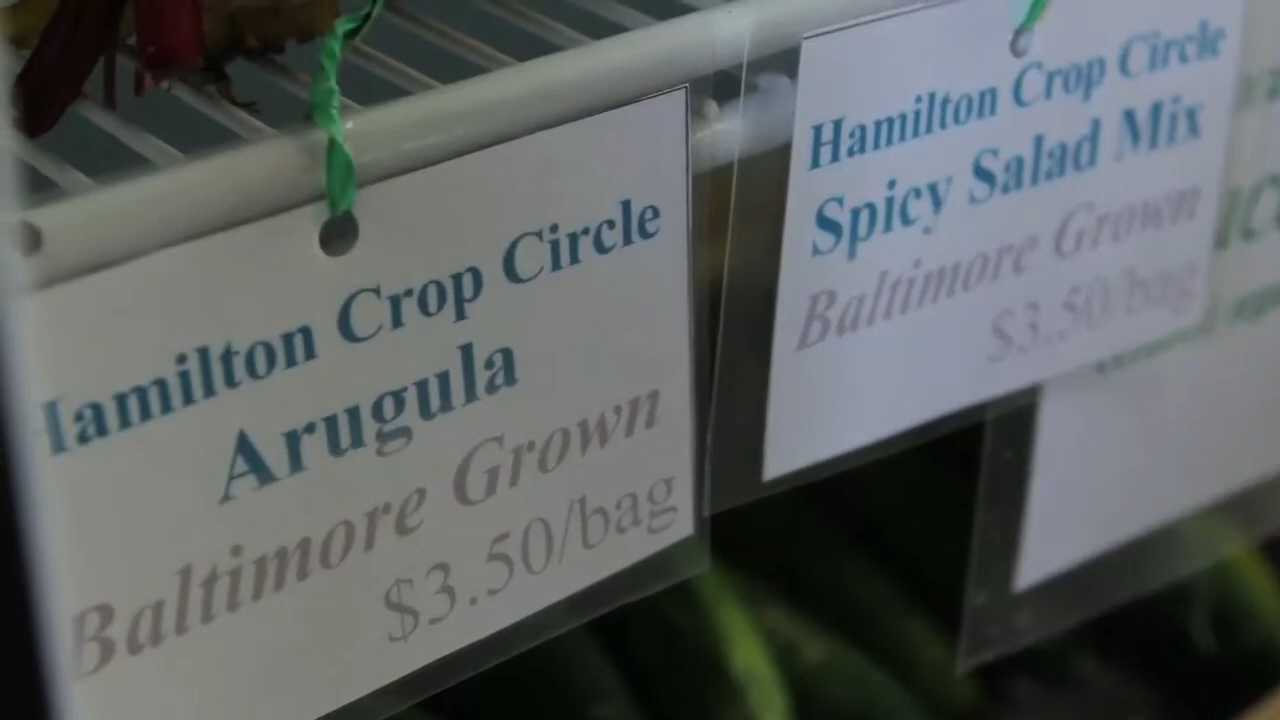 Hamilton Crop Circle
Arugula
Baltimore Grown
$3.50/bag
Hamilton Crop Circle
Spicy Salad Mix
Baltimore Grown
$3.50/bag